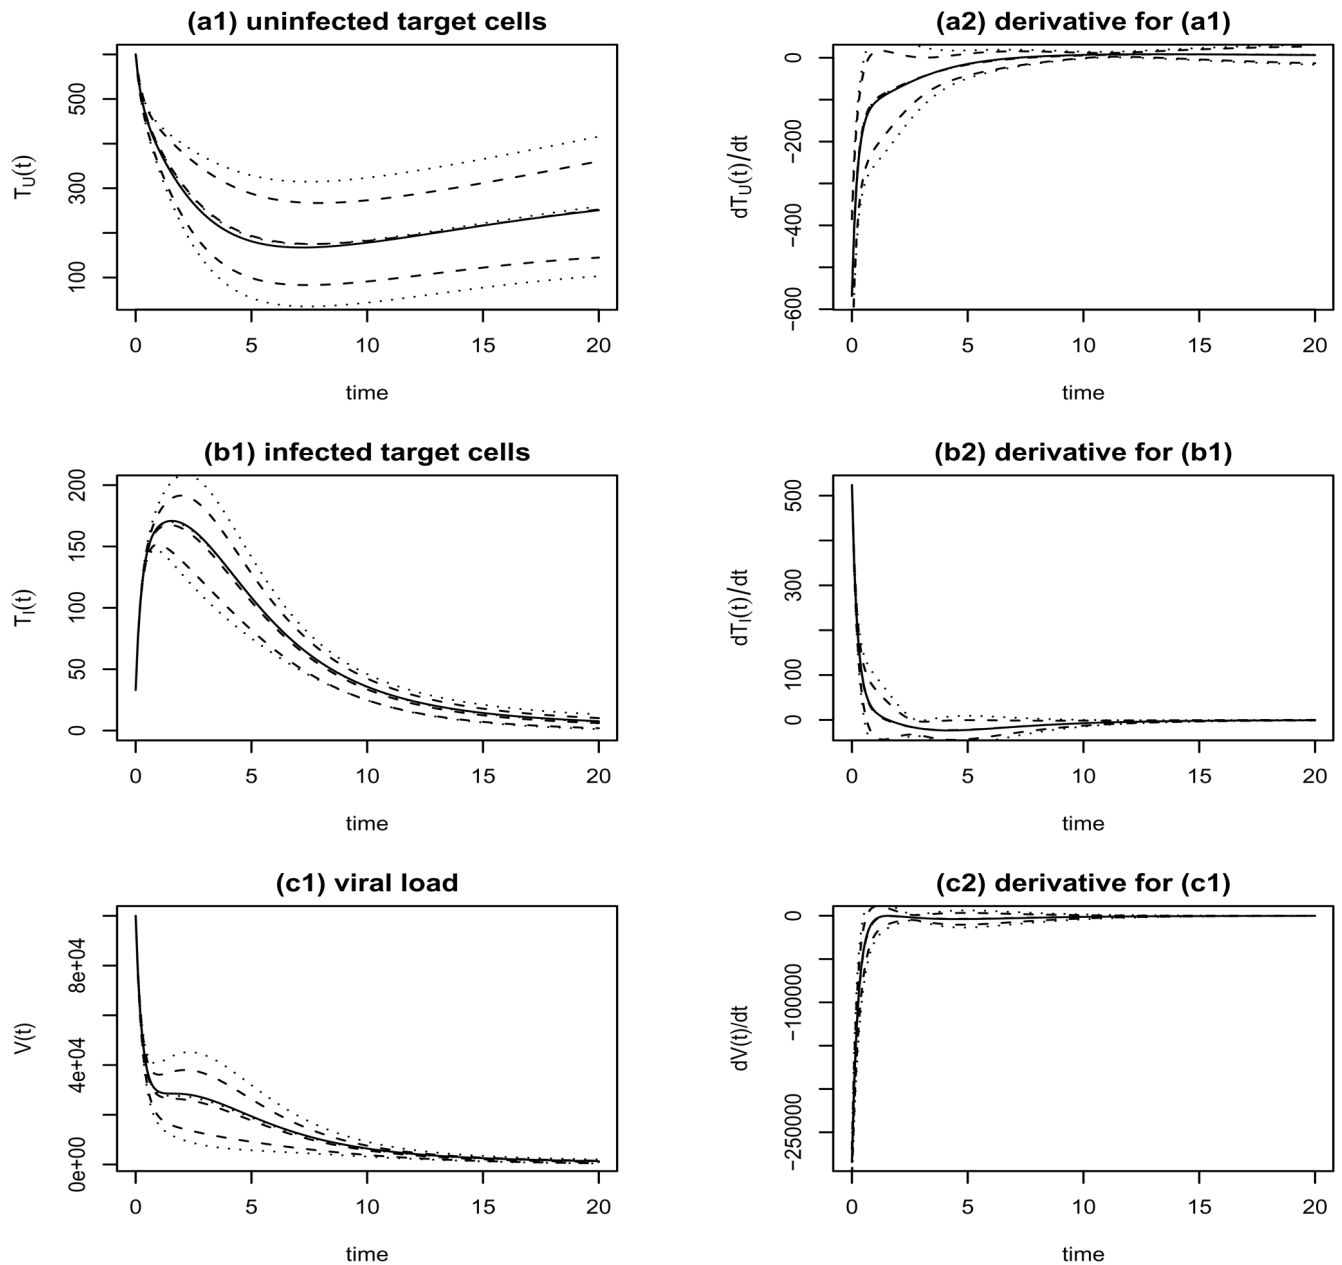 (a1) uninfected target cells
T_U(t)
500
300
100
0 5 10 15 20
time
(a2) derivative for (a1)
dT_U(t)/dt
0
−200
−400
−600
0 5 10 15 20
time
(b1) infected target cells
T_I(t)
200
150
100
50
0
0 5 10 15 20
time
(b2) derivative for (b1)
dT_I(t)/dt
500
300
100
0
0 5 10 15 20
time
(c1) viral load
V(t)
8e+04
4e+04
0e+00
0 5 10 15 20
time
(c2) derivative for (c1)
dV(t)/dt
0
−100000
−250000
0 5 10 15 20
time